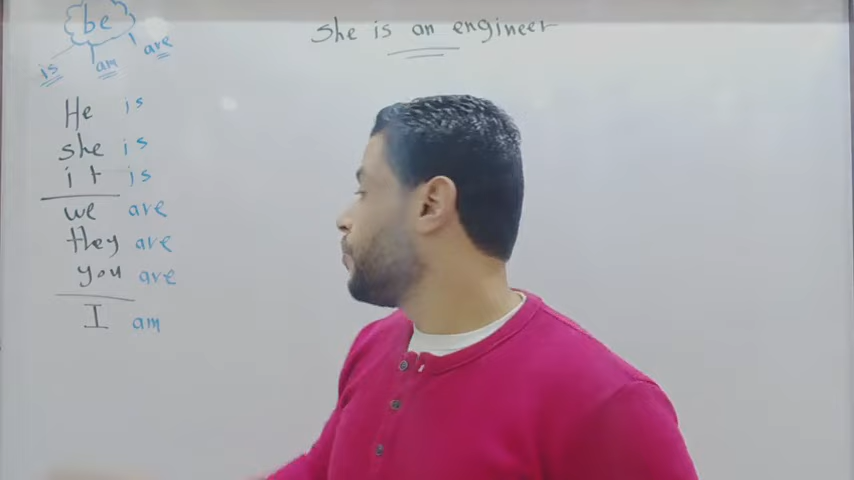 be
is am are
She is an engineer
He is
she is
it is
we are
they are
you are
I am